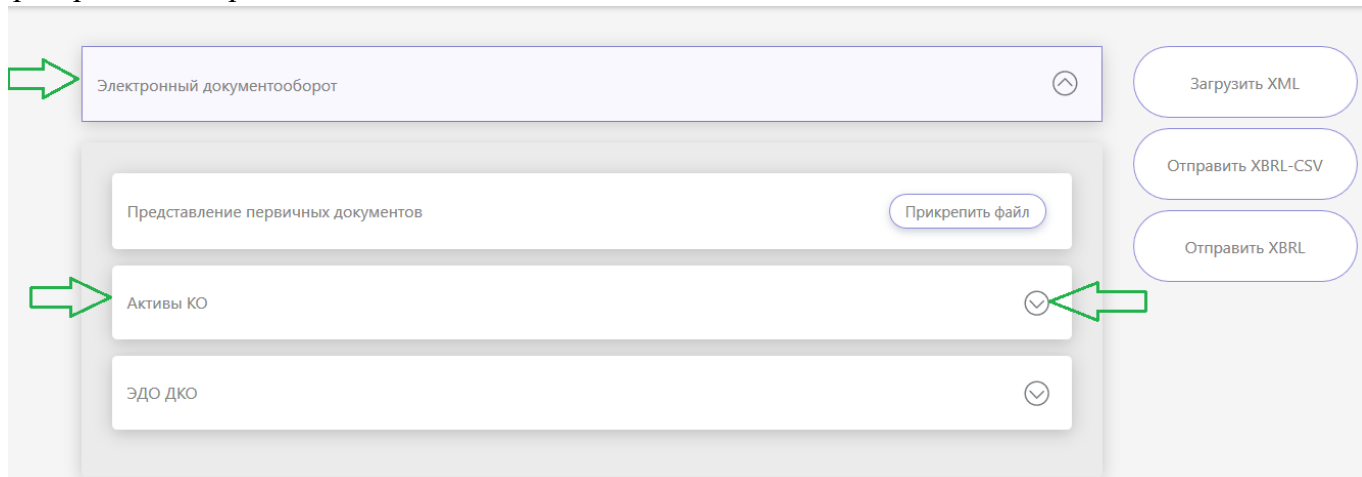 Электронный документооборот
Загрузить XML
Отправить XBRL-CSV
Представление первичных документов
Прикрепить файл
Отправить XBRL
Активы КО
ЭДО ДКО